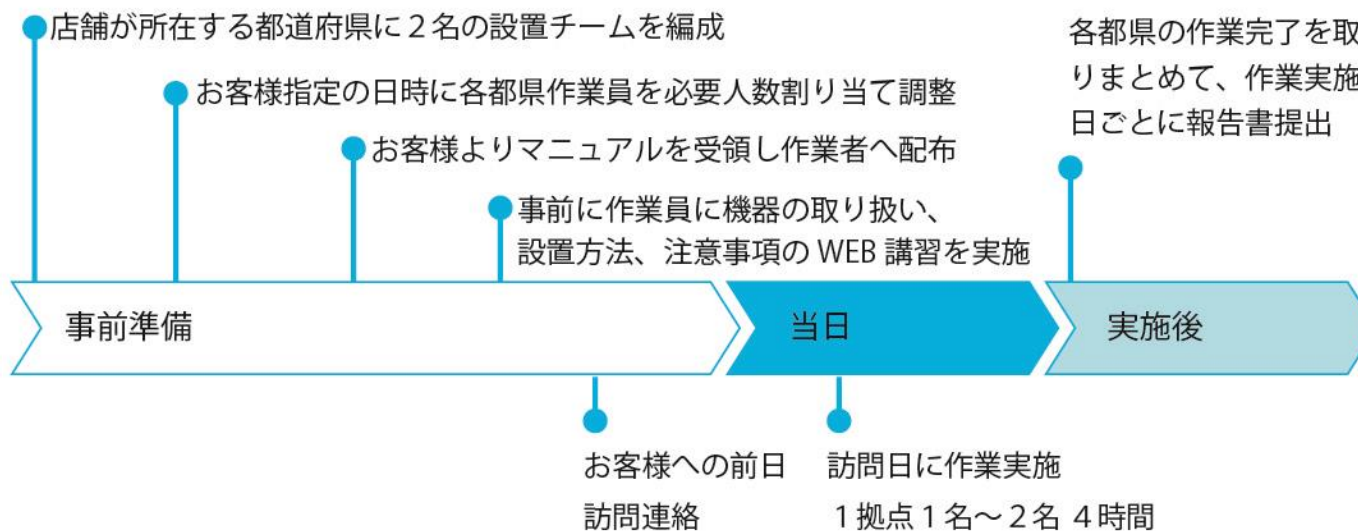 店舗が所在する都道府県に２名の設置チームを編成
お客様指定の日時に各都県作業員を必要人数割り当て調整
お客様よりマニュアルを受領し作業者へ配布
事前に作業員に機器の取り扱い、
設置方法、注意事項の WEB 講習を実施
各都県の作業完了を取
りまとめて、作業実施
日ごとに報告書提出
事前準備
当日
実施後
お客様への前日
訪問連絡
訪問日に作業実施
１拠点１名～２名 ４時間